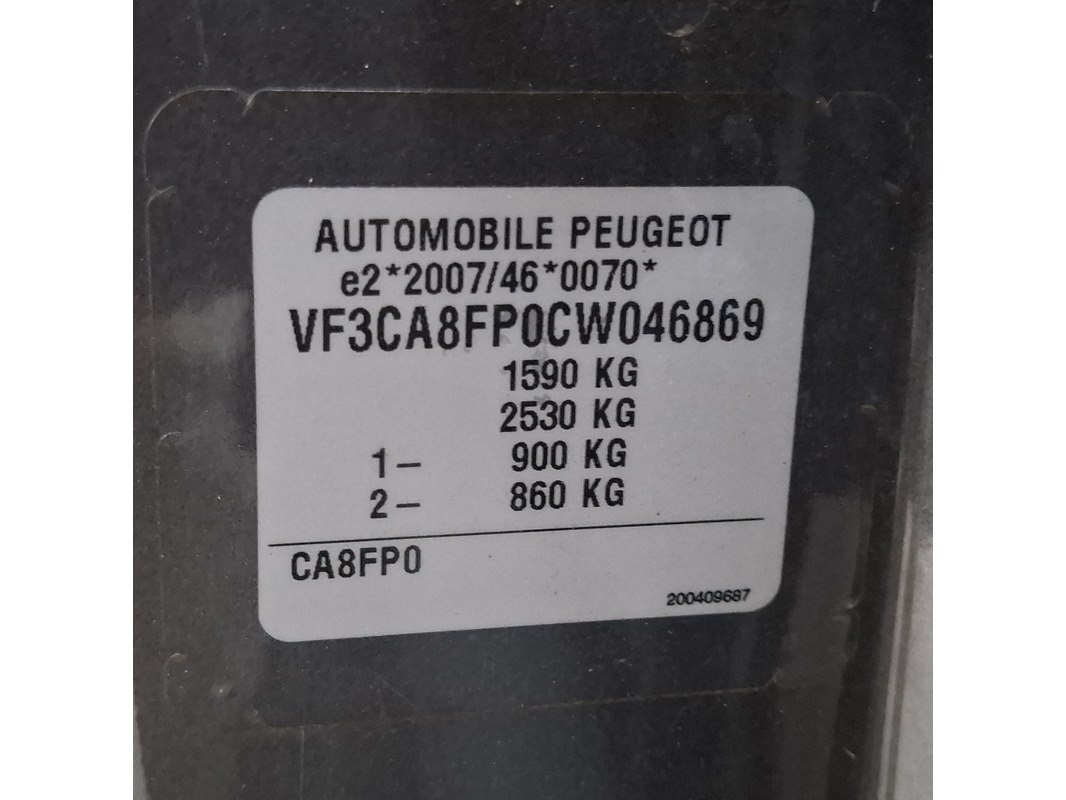 AUTOMOBILE PEUGEOT
e2*2007/46*0070*
VF3CA8FP0CW046869
1590 KG
2530 KG
1– 900 KG
2– 860 KG
CA8FP0
200409687